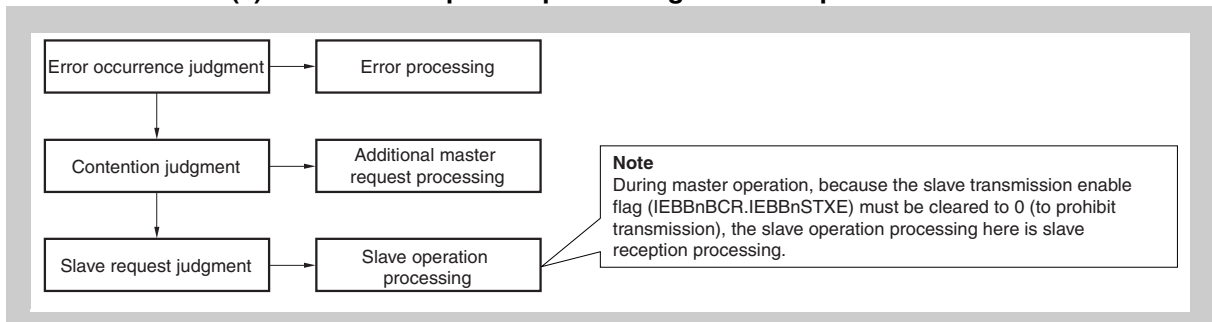 Error occurrence judgment
Error processing
Contention judgment
Additional master
request processing
Note
During master operation, because the slave transmission enable
flag (IEBBnBCR.IEBBnSTXE) must be cleared to 0 (to prohibit
transmission), the slave operation processing here is slave
reception processing.
Slave request judgment
Slave operation
processing